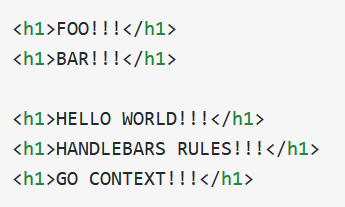 <h1>FOO!!!</h1>
<h1>BAR!!!</h1>
<h1>HELLO WORLD!!!</h1>
<h1>HANDLEBARS RULES!!!</h1>
<h1>GO CONTEXT!!!</h1>